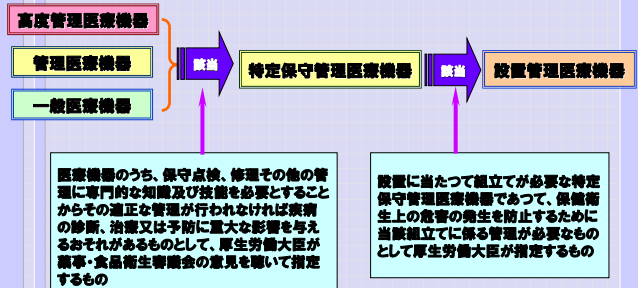 高度管理医療機器
管理医療機器
一般医療機器
該当
特定保守管理医療機器
該当
設置管理医療機器
医療機器のうち、保守点検、修理その他の管
理に専門的な知識及び技能を必要とすること
からその適正な管理が行われなければ疾病
の診断、治療又は予防に重大な影響を与え
るおそれがあるものとして、厚生労働大臣が
薬事・食品衛生審議会の意見を聴いて指定
するもの
設置に当たつて組立てが必要な特定
保守管理医療機器であつて、保健衛
生上の危害の発生を防止するために
当該組立てに係る管理が必要なもの
として厚生労働大臣が指定するもの